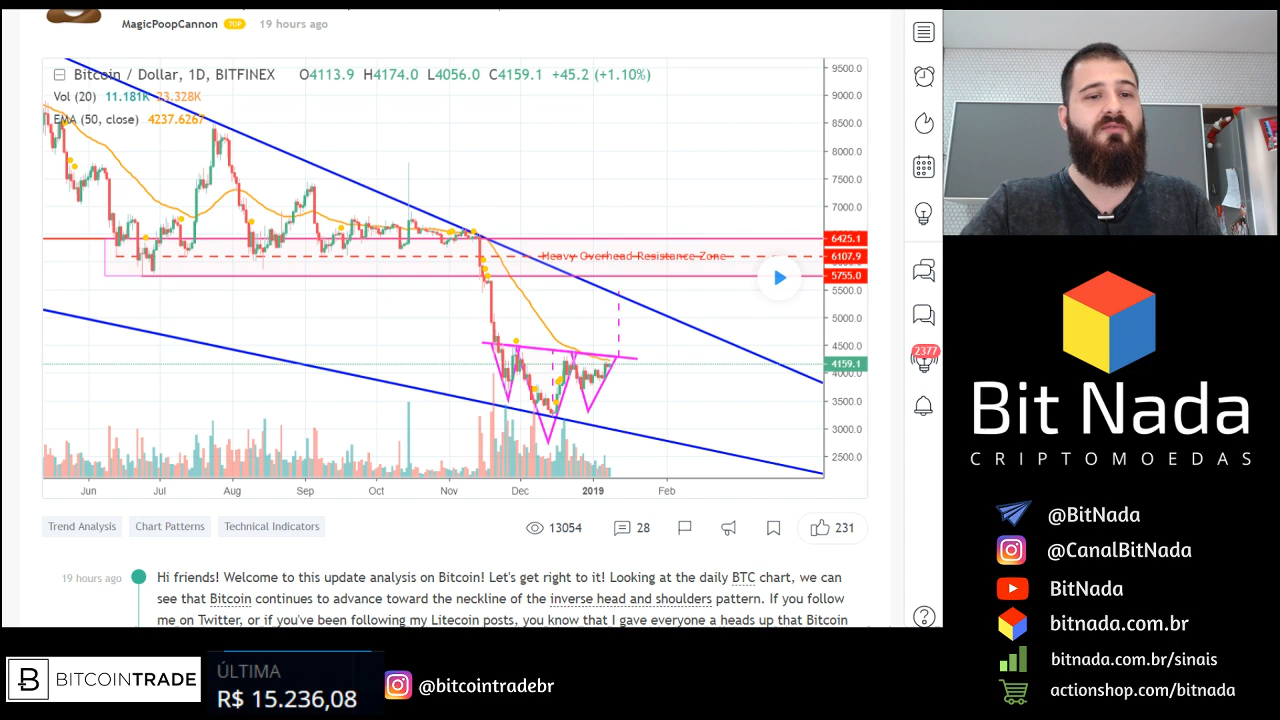 MagicPoopCannon TOP 19 hours ago
Bitcoin / Dollar, 1D, BITFINEX O4113.9 H4174.0 L4056.0 C4159.1 +45.2 (+1.10%)
Vol (20) 11.181K 23.328K
EMA (50, close) 4237.6267
9500.0
9000.0
8500.0
8000.0
7500.0
7000.0
6425.1
Heavy Overhead Resistance Zone
6107.9
5755.0
5500.0
5000.0
4500.0
4159.1
4000.0
3500.0
3000.0
2500.0
Jun Jul Aug Sep Oct Nov Dec 2019 Feb
Trend Analysis Chart Patterns Technical Indicators 13054 28 231
19 hours ago Hi friends! Welcome to this update analysis on Bitcoin! Let's get right to it! Looking at the daily BTC chart, we can
see that Bitcoin continues to advance toward the neckline of the inverse head and shoulders pattern. If you follow
me on Twitter, or if you've been following my Litecoin posts, you know that I gave everyone a heads up that Bitcoin
2377
?
Bit Nada
CRIPTOMOEDAS
@BitNada
@CanalBitNada
BitNada
bitnada.com.br
bitnada.com.br/sinais
actionshop.com/bitnada
B BITCOINTRADE
ÚLTIMA
R$ 15.236,08
@bitcointradebr